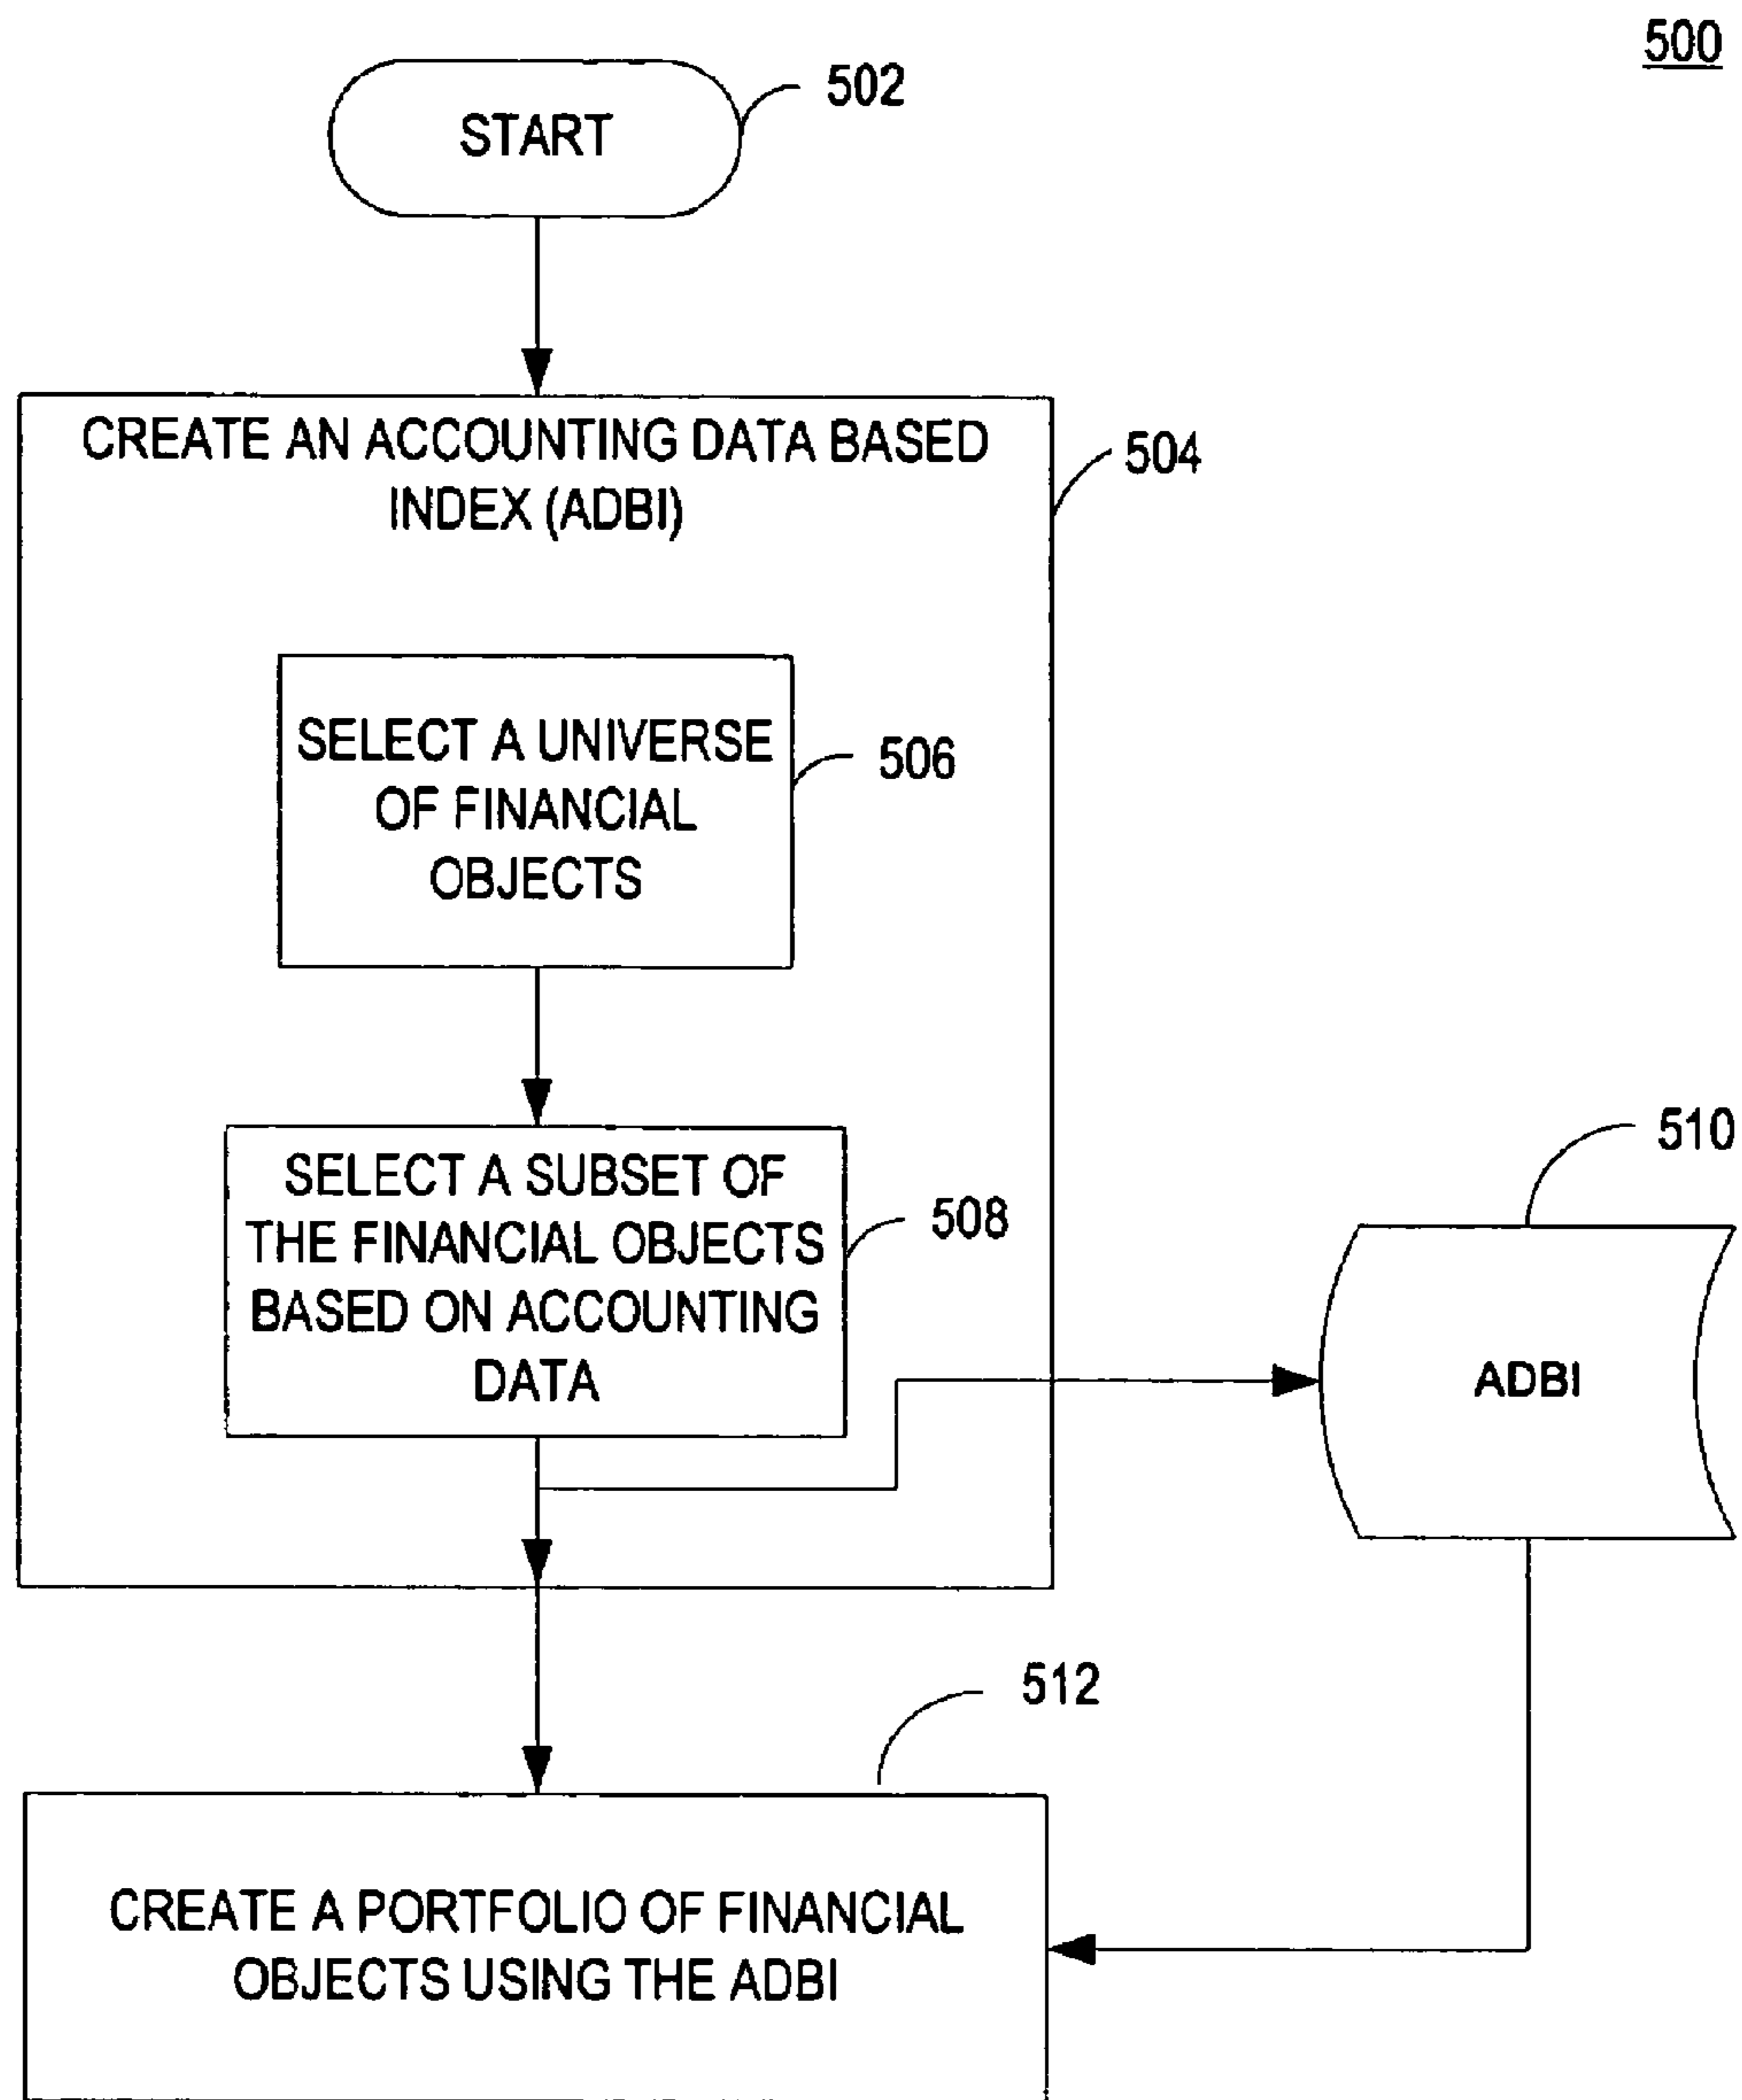 500
502
START
CREATE AN ACCOUNTING DATA BASED
INDEX (ADBI)
504
SELECT A UNIVERSE
OF FINANCIAL
OBJECTS
506
SELECT A SUBSET OF
THE FINANCIAL OBJECTS
BASED ON ACCOUNTING
DATA
508
510
ADBI
512
CREATE A PORTFOLIO OF FINANCIAL
OBJECTS USING THE ADBI